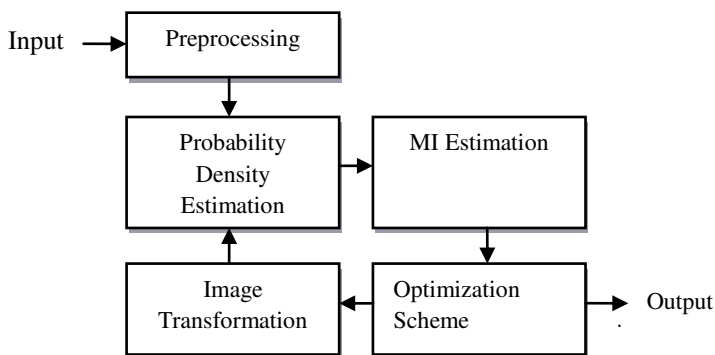 Input
Preprocessing
Probability
Density
Estimation
MI Estimation
Image
Transformation
Optimization
Scheme
Output
.